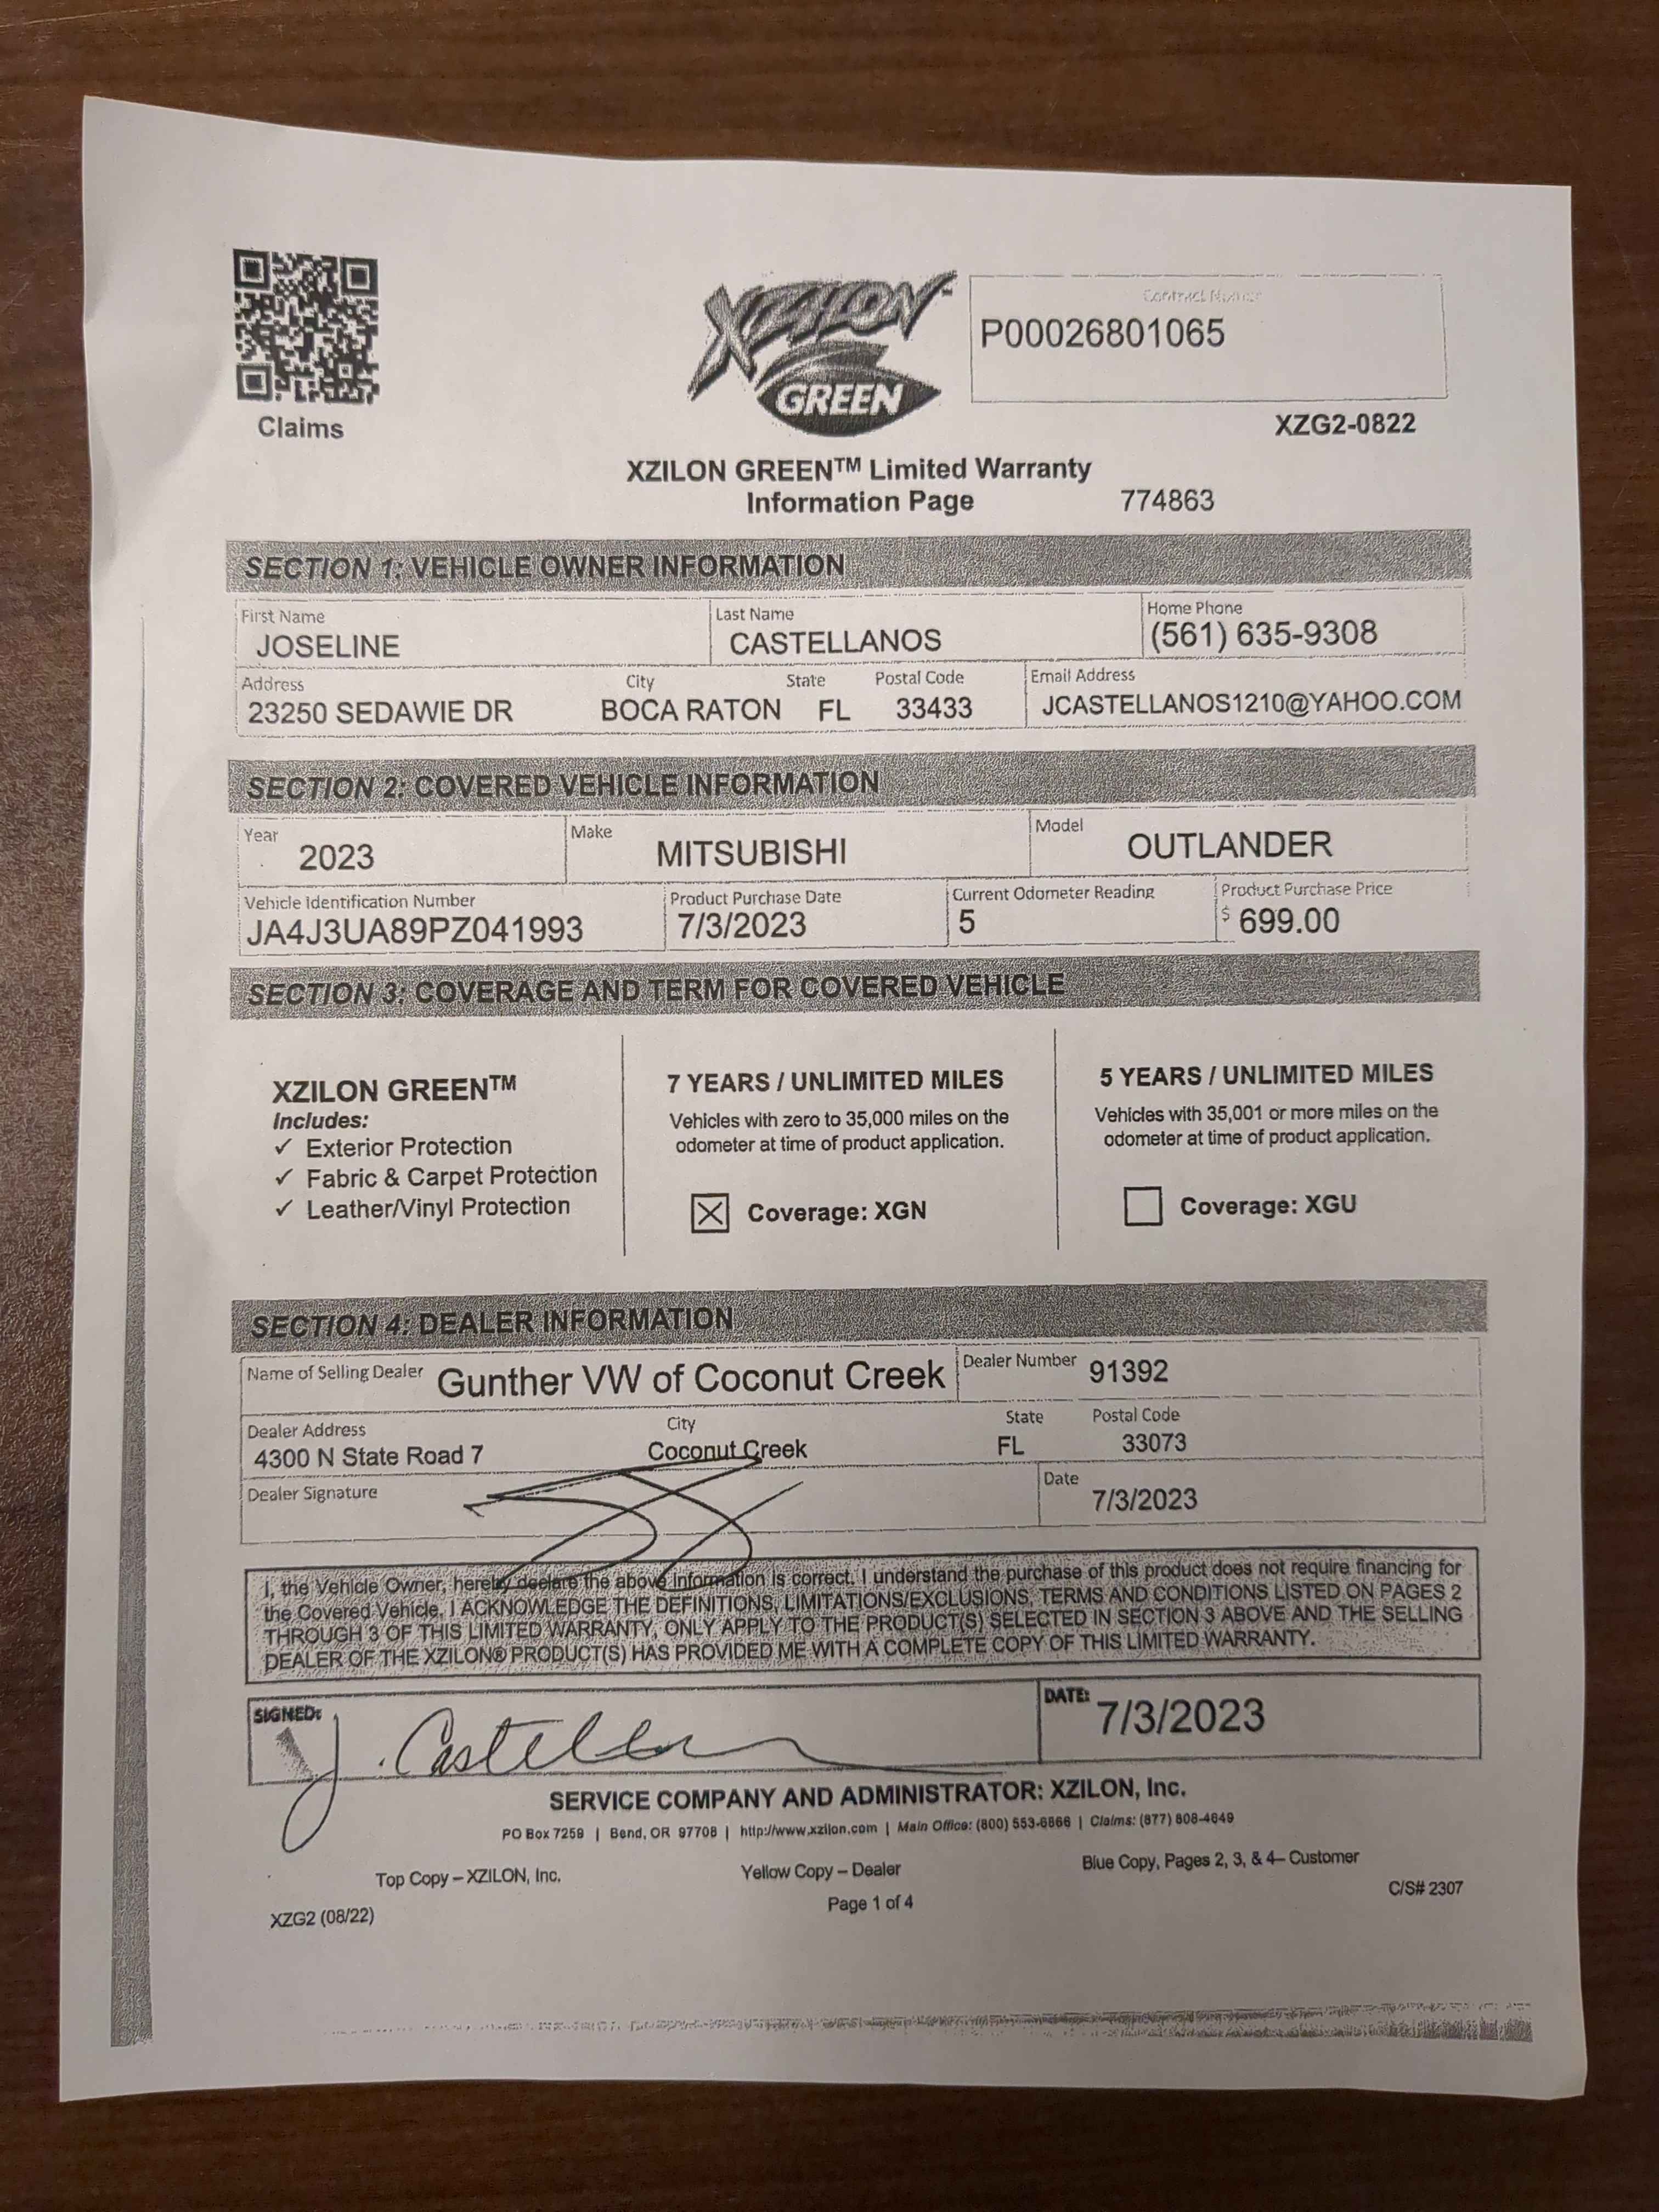 XZILON
GREEN
Contract Number
P00026801065
Claims
XZG2-0822
XZILON GREEN™ Limited Warranty
Information Page 774863
SECTION 1: VEHICLE OWNER INFORMATION
First Name Last Name Home Phone
JOSELINE CASTELLANOS (561) 635-9308
Address City State Postal Code Email Address
23250 SEDAWIE DR BOCA RATON FL 33433 JCASTELLANOS1210@YAHOO.COM
SECTION 2: COVERED VEHICLE INFORMATION
Year Make Model
2023 MITSUBISHI OUTLANDER
Vehicle Identification Number Product Purchase Date Current Odometer Reading Product Purchase Price
JA4J3UA89PZ041993 7/3/2023 5 $ 699.00
SECTION 3: COVERAGE AND TERM FOR COVERED VEHICLE
XZILON GREEN™
Includes:
✓ Exterior Protection
✓ Fabric & Carpet Protection
✓ Leather/Vinyl Protection
7 YEARS / UNLIMITED MILES
Vehicles with zero to 35,000 miles on the
odometer at time of product application.
☒ Coverage: XGN
5 YEARS / UNLIMITED MILES
Vehicles with 35,001 or more miles on the
odometer at time of product application.
☐ Coverage: XGU
SECTION 4: DEALER INFORMATION
Name of Selling Dealer Gunther VW of Coconut Creek Dealer Number 91392
Dealer Address City State Postal Code
4300 N State Road 7 Coconut Creek FL 33073
Dealer Signature Date
7/3/2023
I, the Vehicle Owner, hereby declare the above information is correct. I understand the purchase of this product does not require financing for
the Covered Vehicle. I ACKNOWLEDGE THE DEFINITIONS, LIMITATIONS/EXCLUSIONS, TERMS AND CONDITIONS LISTED ON PAGES 2
THROUGH 3 OF THIS LIMITED WARRANTY, ONLY APPLY TO THE PRODUCT(S) SELECTED IN SECTION 3 ABOVE AND THE SELLING
DEALER OF THE XZILON® PRODUCT(S) HAS PROVIDED ME WITH A COMPLETE COPY OF THIS LIMITED WARRANTY.
SIGNED: J. Castellan DATE: 7/3/2023
SERVICE COMPANY AND ADMINISTRATOR: XZILON, Inc.
PO Box 7259 | Bend, OR 97708 | http://www.xzilon.com | Main Office: (800) 553-6866 | Claims: (877) 808-4649
Top Copy – XZILON, Inc. Yellow Copy – Dealer Blue Copy, Pages 2, 3, & 4– Customer
Page 1 of 4 C/S# 2307
XZG2 (08/22)